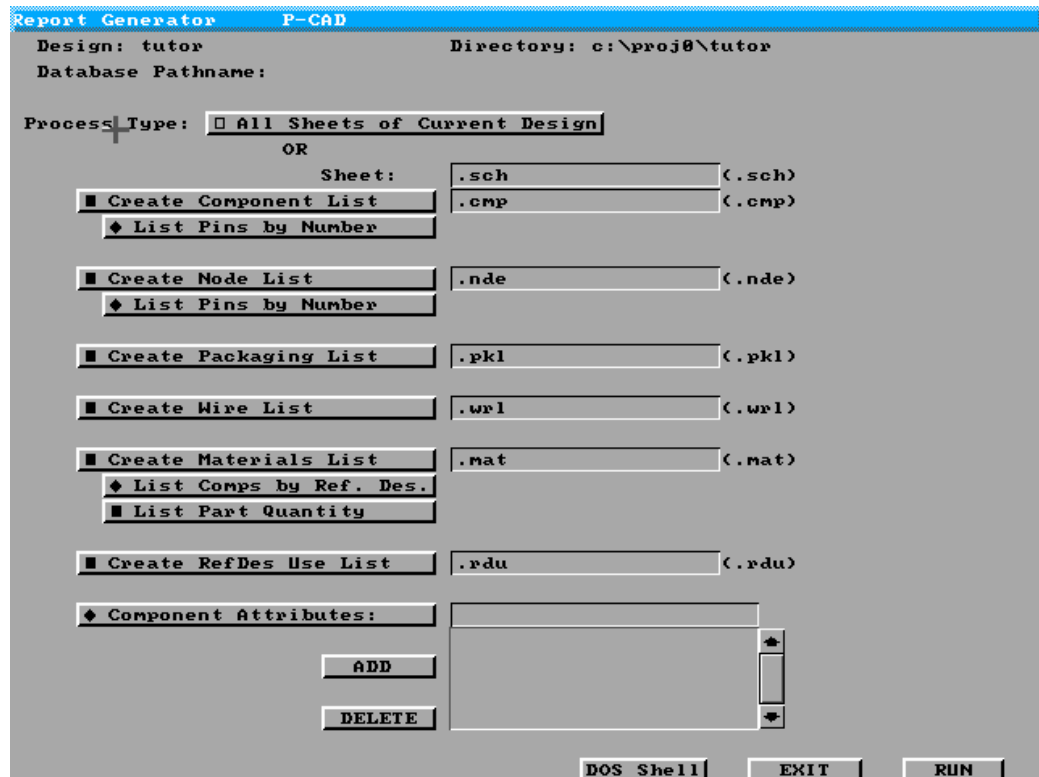 Report Generator P-CAD
Design: tutor Directory: c:\proj0\tutor
Database Pathname:
Process Type: All Sheets of Current Design
OR
Sheet: .sch (.sch)
Create Component List .cmp (.cmp)
List Pins by Number
Create Node List .nde (.nde)
List Pins by Number
Create Packaging List .pkl (.pkl)
Create Wire List .wrl (.wrl)
Create Materials List .mat (.mat)
List Comps by Ref. Des.
List Part Quantity
Create RefDes Use List .rdu (.rdu)
Component Attributes:
ADD
DELETE
DOS Shell EXIT RUN